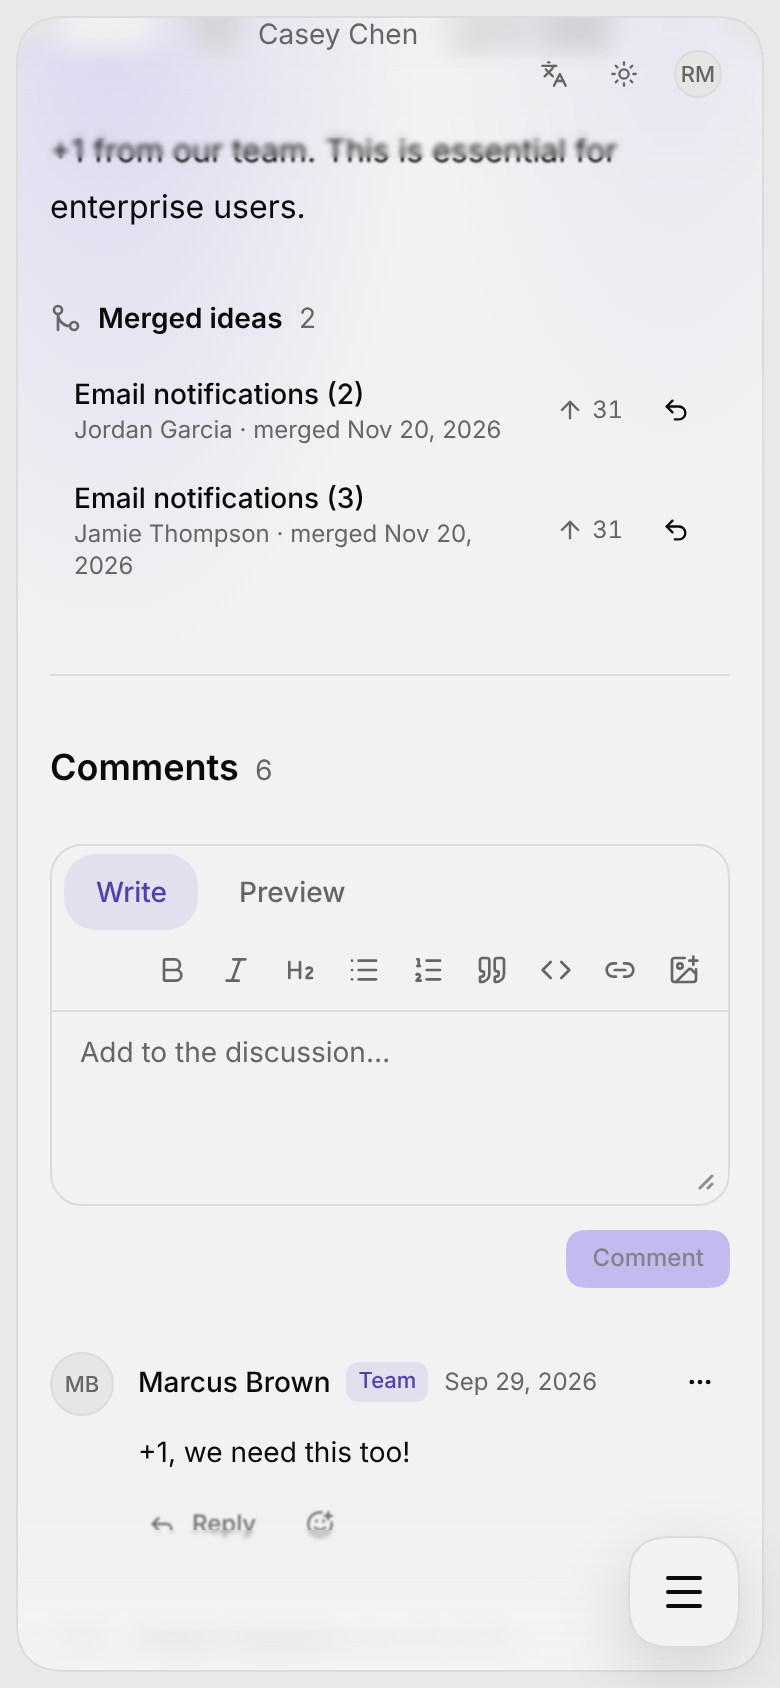 Casey Chen
RM
+1 from our team. This is essential for
enterprise users.
Merged ideas 2
Email notifications (2)
Jordan Garcia · merged Nov 20, 2026
31
Email notifications (3)
Jamie Thompson · merged Nov 20,
2026
31
Comments 6
Write Preview
B I H2
Add to the discussion...
Comment
MB Marcus Brown Team Sep 29, 2026
+1, we need this too!
Reply